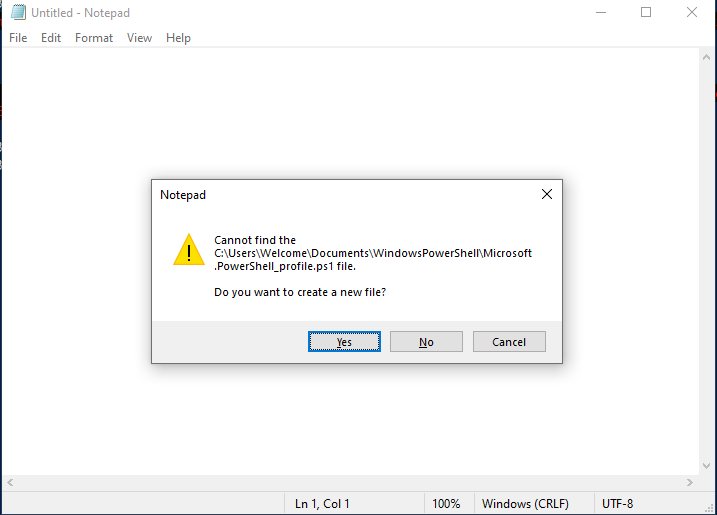 Untitled - Notepad
File Edit Format View Help
Notepad
Cannot find the
C:\Users\Welcome\Documents\WindowsPowerShell\Microsoft
.PowerShell_profile.ps1 file.
Do you want to create a new file?
Yes No Cancel
Ln 1, Col 1 100% Windows (CRLF) UTF-8